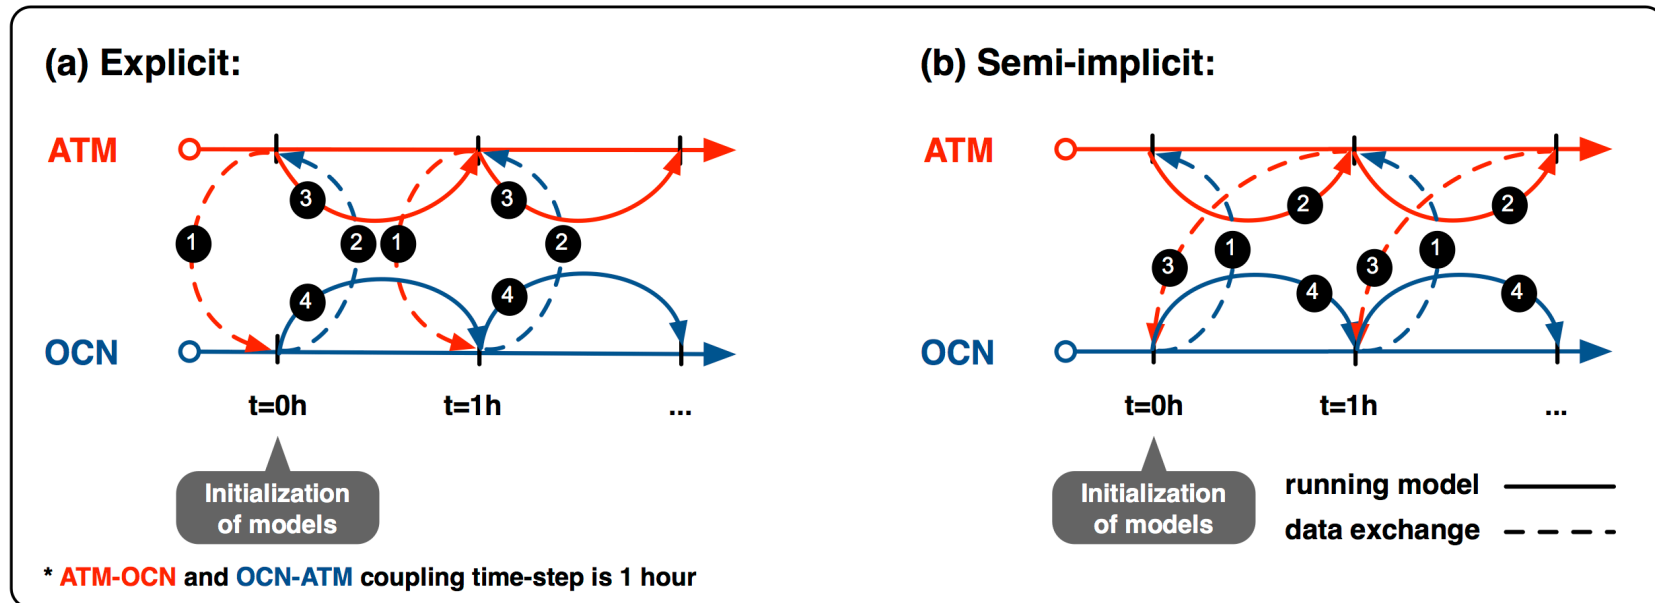 (a) Explicit:
(b) Semi-implicit:
ATM
3
3
1
2
1
2
4
4
OCN
t=0h
t=1h
...
Initialization
of models
ATM
2
2
1
1
3
3
4
4
OCN
t=0h
t=1h
...
Initialization
of models
running model
data exchange
* ATM-OCN and OCN-ATM coupling time-step is 1 hour